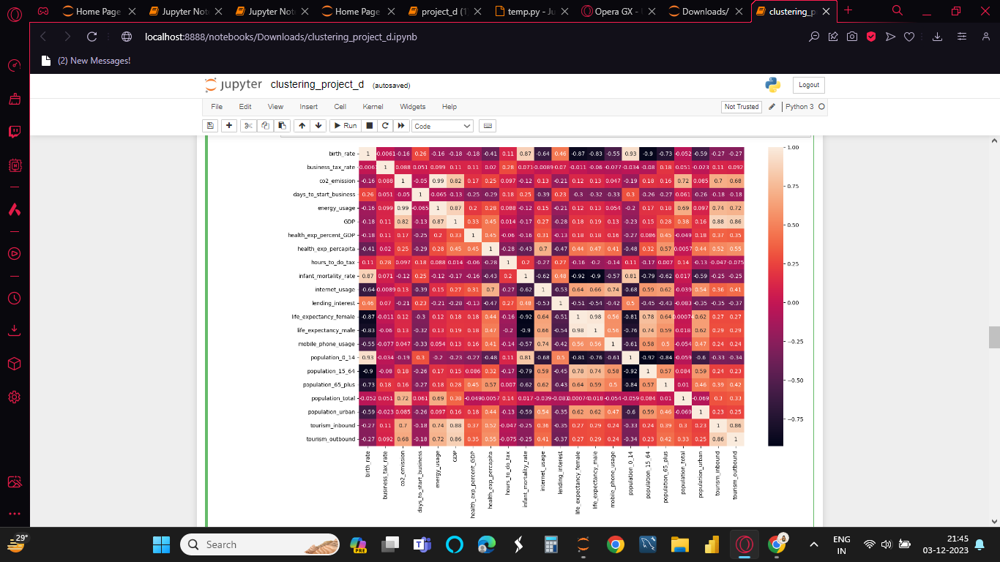 Home Page
Jupyter Not
Jupyter Not
Home Page
project_d (1)
temp.py - Ju
Opera GX -
Downloads/
clustering_p
localhost:8888/notebooks/Downloads/clustering_project_d.ipynb
(2) New Messages!
jupyter clustering_project_d (autosaved)
Logout
File Edit View Insert Cell Kernel Widgets Help
Not Trusted
Python 3
Run
Code
birth_rate 1 -0.0061 -0.16 0.26 -0.16 -0.18 -0.18 -0.41 0.11 0.87 -0.64 0.46 -0.87 -0.83 -0.55 0.93 -0.9 -0.73 -0.052 -0.59 -0.27 -0.27
business_tax_rate 1 0.088 0.051 0.099 0.11 0.11 0.02 0.28 0.071 0.0089 0.07 -0.011 -0.06 -0.077 -0.034 -0.08 0.18 0.051 -0.023 0.11 0.092
co2_emission -0.16 0.088 1 -0.05 0.99 0.82 0.17 0.25 0.097 -0.12 0.13 -0.21 0.12 0.13 0.047 -0.19 0.18 0.16 0.72 0.085 0.7 0.68
days_to_start_business 0.26 0.051 -0.05 1 -0.065 -0.13 -0.25 -0.29 0.18 0.25 -0.39 0.23 -0.3 -0.32 -0.33 0.3 -0.26 -0.27 0.061 -0.26 -0.18 -0.18
energy_usage -0.16 0.099 0.99 -0.065 1 0.87 0.2 0.28 0.088 -0.12 0.15 -0.21 0.12 0.13 0.054 -0.2 0.17 0.18 0.69 0.097 0.74 0.72
GDP -0.18 0.11 0.82 -0.13 0.87 1 0.33 0.45 0.014 -0.17 0.27 -0.28 0.18 0.19 0.13 -0.23 0.15 0.28 0.38 0.16 0.88 0.86
health_exp_percent_GDP -0.18 0.11 0.17 -0.25 0.2 0.33 1 0.45 -0.06 -0.16 0.31 -0.13 0.18 0.18 0.16 -0.27 0.086 0.45 -0.049 0.18 0.37 0.35
health_exp_percapita -0.41 0.02 0.25 -0.29 0.28 0.45 0.45 1 -0.28 -0.43 0.7 -0.47 0.44 0.47 0.41 -0.48 0.32 0.57 0.0057 0.44 0.52 0.55
hours_to_do_tax 0.11 0.28 0.097 0.18 0.088 0.014 -0.06 -0.28 1 0.2 -0.27 0.27 -0.16 -0.2 -0.14 0.11 -0.17 0.007 0.14 -0.13 -0.047 -0.075
infant_mortality_rate 0.87 0.071 -0.12 0.25 -0.12 -0.17 -0.16 -0.43 0.2 1 -0.62 0.48 -0.92 -0.9 -0.57 0.81 -0.79 -0.62 0.017 -0.59 -0.25 -0.25
internet_usage -0.64 0.0089 0.13 -0.39 0.15 0.27 0.31 0.7 -0.27 -0.62 1 -0.53 0.64 0.66 0.74 -0.68 0.59 0.62 -0.039 0.54 0.36 0.41
lending_interest 0.46 0.07 -0.21 0.23 -0.21 -0.28 -0.13 -0.47 0.27 0.48 -0.53 1 -0.51 -0.54 -0.42 0.5 -0.45 -0.43 -0.083 -0.35 -0.35 -0.37
life_expectancy_female -0.87 -0.011 0.12 -0.3 0.12 0.18 0.18 0.44 -0.16 -0.92 0.64 -0.51 1 0.98 0.56 -0.81 0.78 0.64 0.62 0.27 0.27
life_expectancy_male -0.83 -0.06 0.13 -0.32 0.13 0.19 0.18 0.47 -0.2 -0.9 0.66 -0.54 0.98 1 0.56 -0.76 0.74 0.59 0.018 0.62 0.29 0.29
mobile_phone_usage -0.55 -0.077 0.047 -0.33 0.054 0.13 0.16 0.41 -0.14 -0.57 0.74 -0.42 0.56 0.56 1 -0.61 0.58 0.5 -0.054 0.47 0.24 0.24
population_0_14 0.93 -0.034 -0.19 0.3 -0.2 -0.23 -0.27 -0.48 0.11 0.81 -0.68 0.5 -0.81 -0.76 -0.61 1 -0.92 -0.84 -0.059 -0.6 -0.33 -0.34
population_15_64 -0.9 -0.08 0.18 -0.26 0.17 0.15 0.086 0.32 -0.17 -0.79 0.59 -0.45 0.78 0.74 0.58 -0.92 1 0.57 0.084 0.59 0.24 0.23
population_65_plus -0.73 0.18 0.16 -0.27 0.18 0.28 0.45 0.57 0.007 -0.62 0.62 -0.43 0.64 0.59 0.5 -0.84 0.57 1 0.01 0.46 0.39 0.42
population_total -0.052 0.051 0.72 0.061 0.69 0.38 -0.049 0.0057 0.14 0.017 -0.039 -0.083 0.00074 0.018 -0.054 -0.059 0.084 0.01 1 -0.069 0.3 0.33
population_urban -0.59 -0.023 0.085 -0.26 0.097 0.16 0.18 0.44 -0.13 -0.59 0.54 -0.35 0.62 0.62 0.47 -0.6 0.59 0.46 -0.069 1 0.23 0.25
tourism_inbound -0.27 0.11 0.7 -0.18 0.74 0.88 0.37 0.52 -0.047 -0.25 0.36 -0.35 0.27 0.29 0.24 -0.33 0.24 0.39 0.3 0.23 1 0.86
tourism_outbound -0.27 0.092 0.68 -0.18 0.72 0.86 0.35 0.55 -0.075 -0.25 0.41 -0.37 0.27 0.29 0.24 -0.34 0.23 0.42 0.33 0.25 0.86 1
birth_rate
business_tax_rate
co2_emission
days_to_start_business
energy_usage
GDP
health_exp_percent_GDP
health_exp_percapita
hours_to_do_tax
infant_mortality_rate
internet_usage
lending_interest
life_expectancy_female
life_expectancy_male
mobile_phone_usage
population_0_14
population_15_64
population_65_plus
population_total
population_urban
tourism_inbound
tourism_outbound
1.00
0.75
0.50
0.25
0.00
−0.25
−0.50
−0.75
29°
Search
PRE
ENG
IN
21:45
03-12-2023